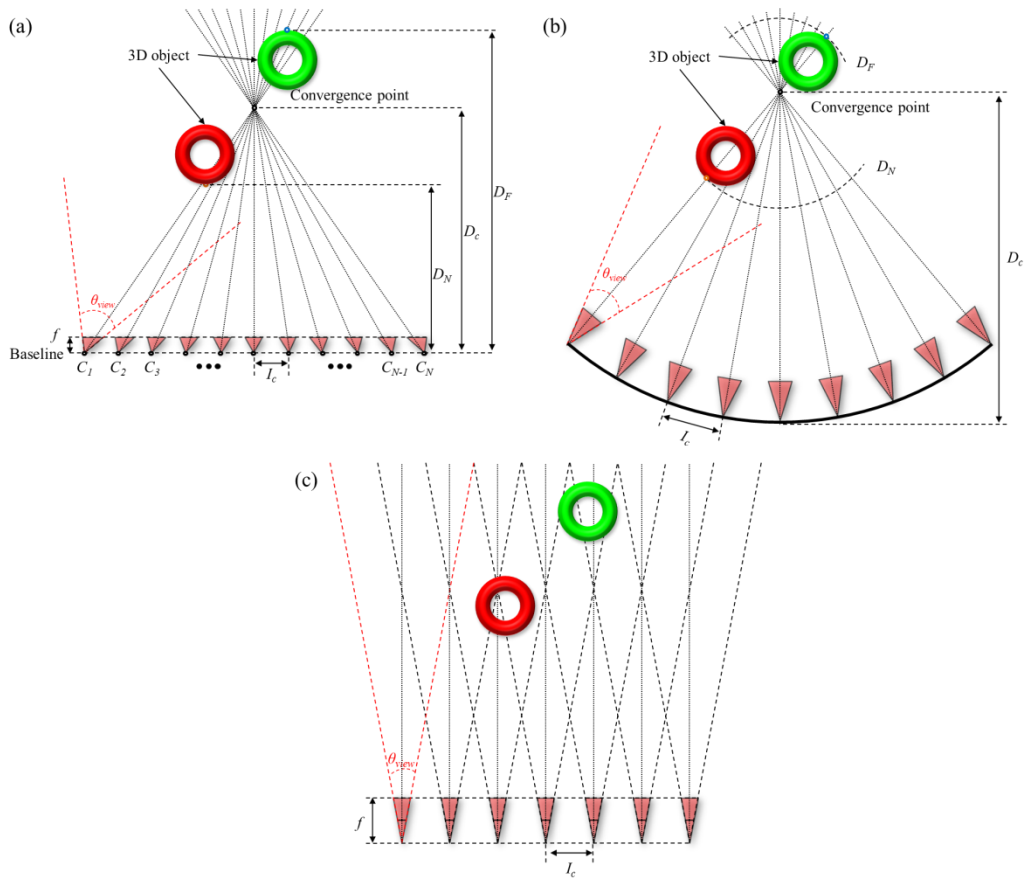 (a)
3D object
Convergence point
D_F
D_c
D_N
θ_view
f
Baseline
C_1 C_2 C_3 ••• I_c ••• C_{N-1} C_N
(b)
3D object
D_F
Convergence point
D_N
D_c
θ_view
I_c
(c)
θ_view
f
I_c